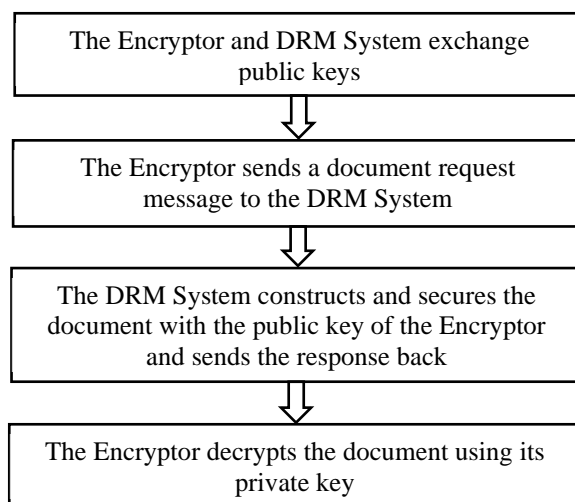 The Encryptor and DRM System exchange
public keys
The Encryptor sends a document request
message to the DRM System
The DRM System constructs and secures the
document with the public key of the Encryptor
and sends the response back
The Encryptor decrypts the document using its
private key